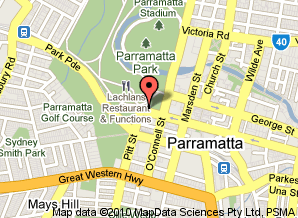 Parramatta
Stadium
Victoria Rd
Park Pde
Parramatta
Park
Wilde Ave
Church St
Marsden St
Lachlans
Restaurant
& Functions
Parramatta
Golf Course
George St
O'Connell St
Pitt St
Sydney
Smith Park
Parramatta
Great Western Hwy
Parkes
Una St
Mays Hill
Map data ©2010 MapData Sciences Pty Ltd, PSMA